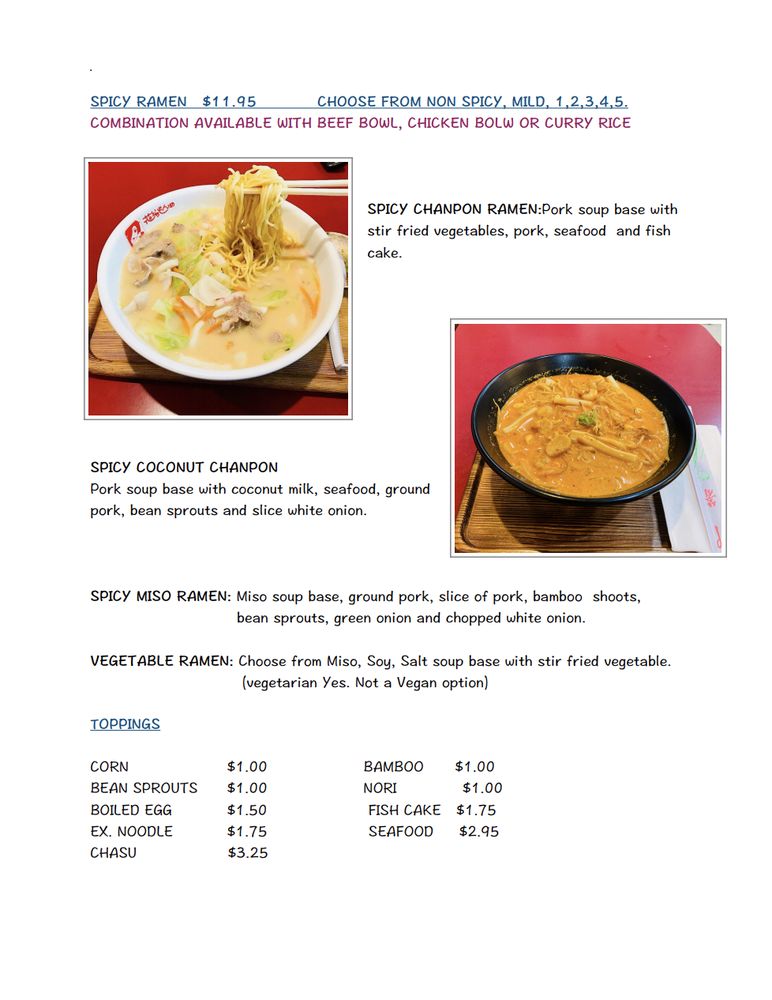 .
SPICY RAMEN $11.95 CHOOSE FROM NON SPICY, MILD, 1,2,3,4,5.
COMBINATION AVAILABLE WITH BEEF BOWL, CHICKEN BOLW OR CURRY RICE
SPICY CHANPON RAMEN:Pork soup base with
stir fried vegetables, pork, seafood and fish
cake.
SPICY COCONUT CHANPON
Pork soup base with coconut milk, seafood, ground
pork, bean sprouts and slice white onion.
SPICY MISO RAMEN: Miso soup base, ground pork, slice of pork, bamboo shoots,
bean sprouts, green onion and chopped white onion.
VEGETABLE RAMEN: Choose from Miso, Soy, Salt soup base with stir fried vegetable.
(vegetarian Yes. Not a Vegan option)
TOPPINGS
CORN $1.00 BAMBOO $1.00
BEAN SPROUTS $1.00 NORI $1.00
BOILED EGG $1.50 FISH CAKE $1.75
EX. NOODLE $1.75 SEAFOOD $2.95
CHASU $3.25